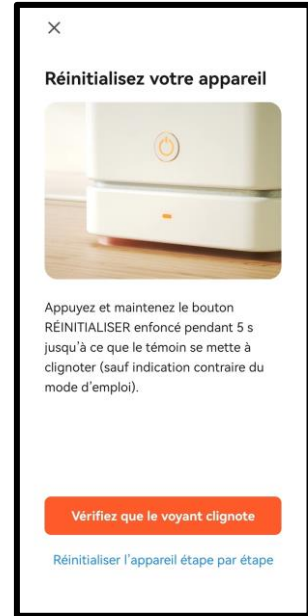 Réinitialisez votre appareil
Appuyez et maintenez le bouton
RÉINITIALISER enfoncé pendant 5 s
jusqu'à ce que le témoin se mette à
clignoter (sauf indication contraire du
mode d'emploi).
Vérifiez que le voyant clignote
Réinitialiser l'appareil étape par étape